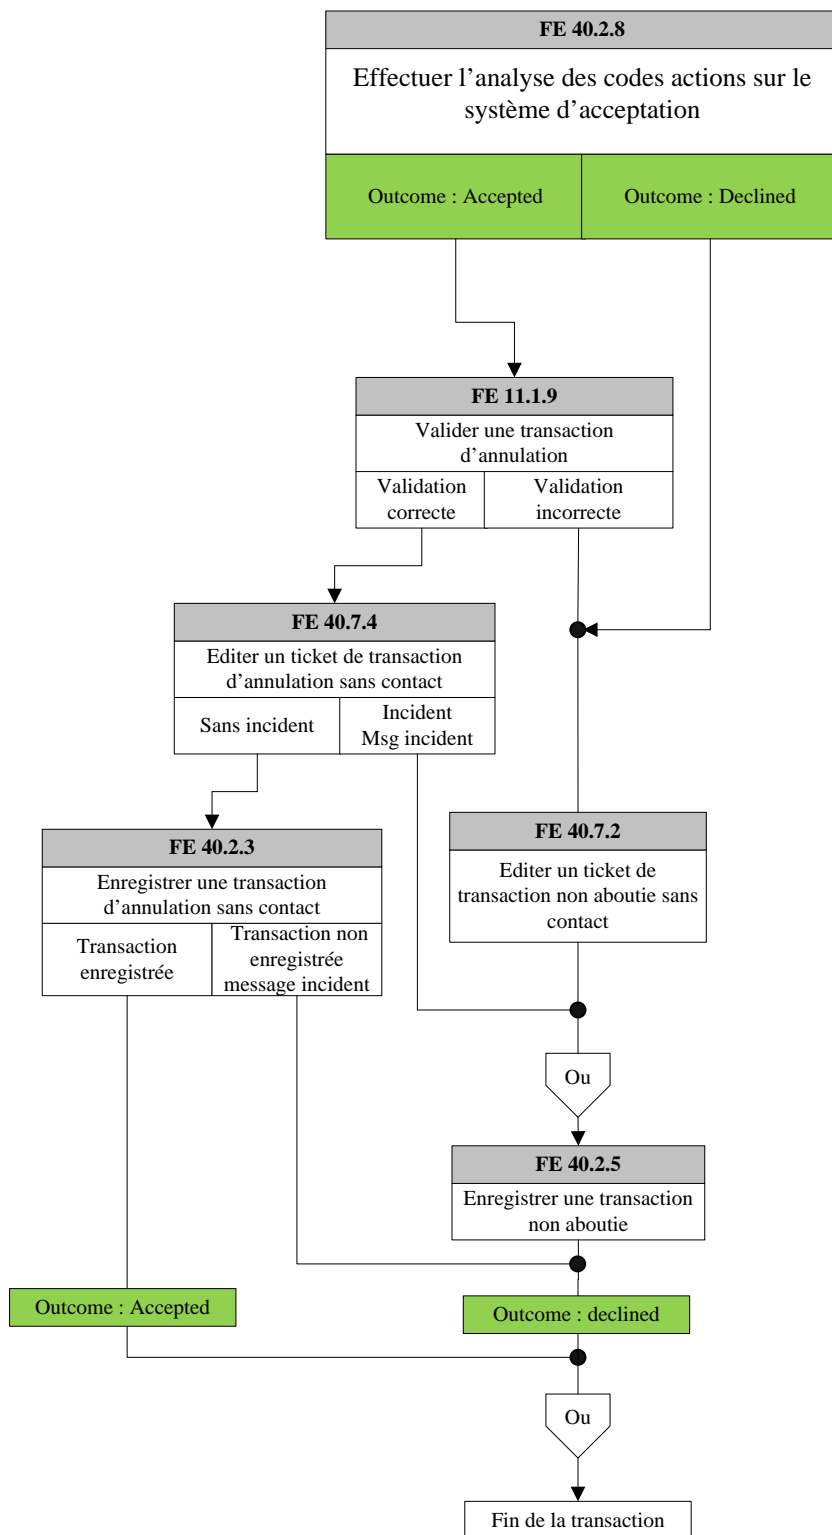 FE 40.2.8
Effectuer l’analyse des codes actions sur le
système d’acceptation
Outcome : Accepted
Outcome : Declined
FE 11.1.9
Valider une transaction
d’annulation
Validation
correcte
Validation
incorrecte
FE 40.7.4
Editer un ticket de transaction
d’annulation sans contact
Sans incident
Incident
Msg incident
FE 40.7.2
Editer un ticket de
transaction non aboutie sans
contact
FE 40.2.3
Enregistrer une transaction
d’annulation sans contact
Transaction
enregistrée
Transaction non
enregistrée
message incident
Ou
FE 40.2.5
Enregistrer une transaction
non aboutie
Outcome : Accepted
Outcome : declined
Ou
Fin de la transaction